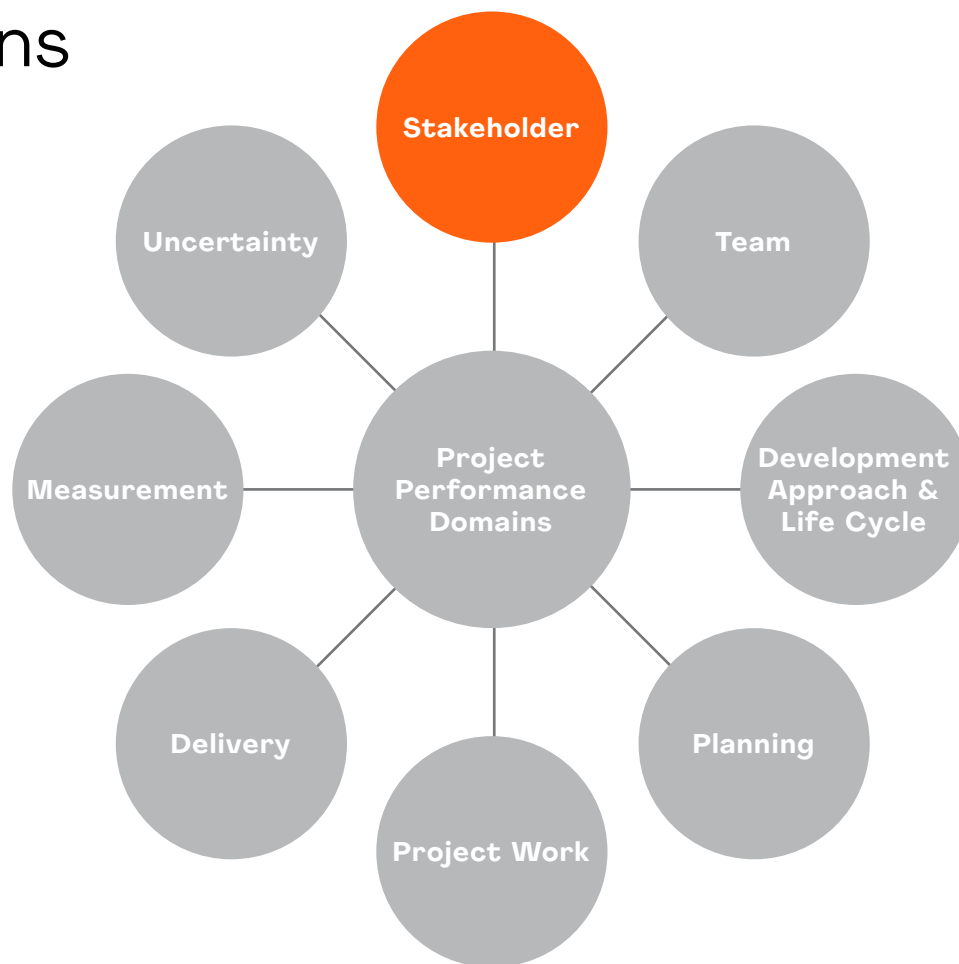 ns
Stakeholder
Uncertainty
Team
Project
Performance
Domains
Measurement
Development
Approach &
Life Cycle
Delivery
Planning
Project Work